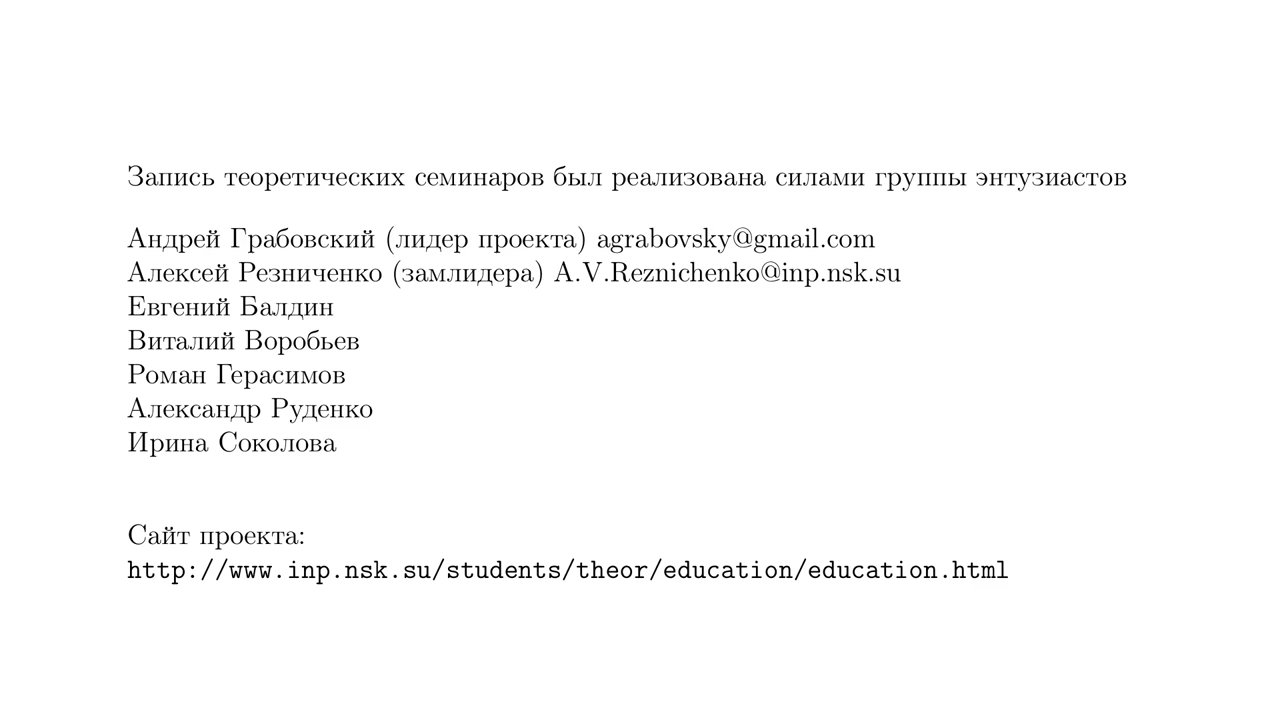 Запись теоретических семинаров был реализована силами группы энтузиастов
Андрей Грабовский (лидер проекта) agrabovsky@gmail.com
Алексей Резниченко (замлидера) A.V.Reznichenko@inp.nsk.su
Евгений Балдин
Виталий Воробьев
Роман Герасимов
Александр Руденко
Ирина Соколова
Сайт проекта:
http://www.inp.nsk.su/students/theor/education/education.html